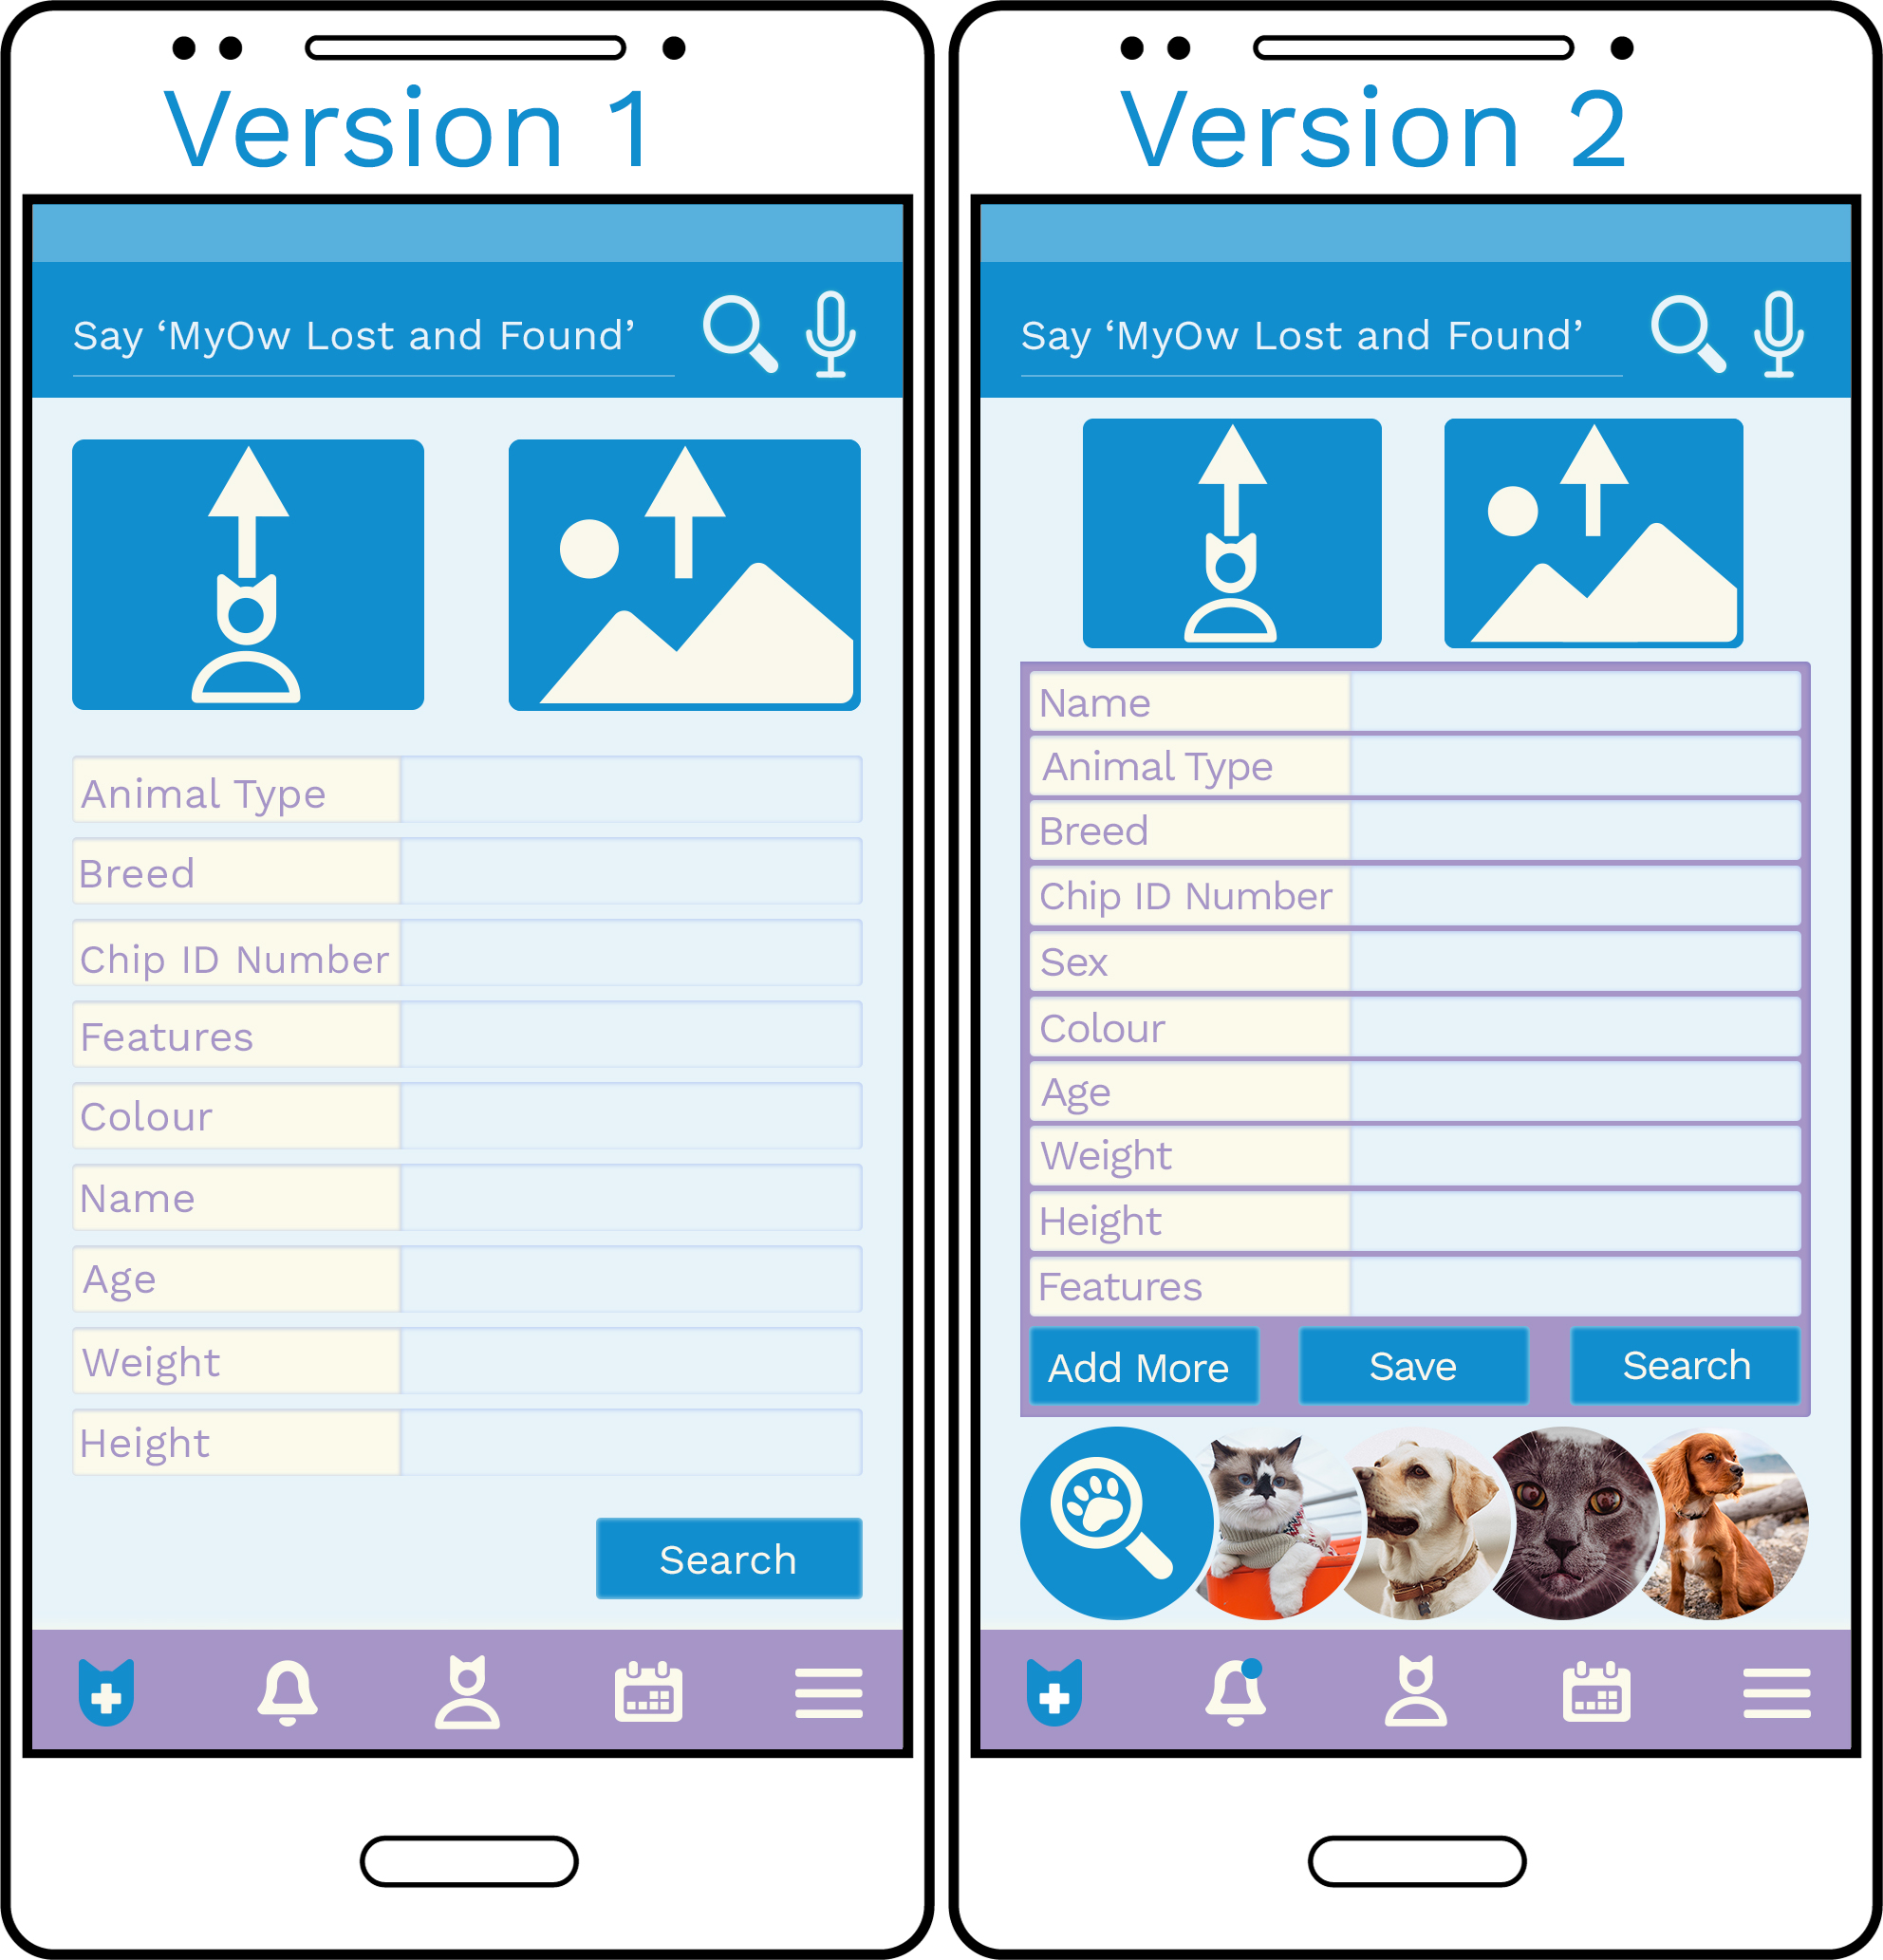 Version 1
Say ‘MyOw Lost and Found’
Animal Type
Breed
Chip ID Number
Features
Colour
Name
Age
Weight
Height
Search
Version 2
Say ‘MyOw Lost and Found’
Name
Animal Type
Breed
Chip ID Number
Sex
Colour
Age
Weight
Height
Features
Add More
Save
Search